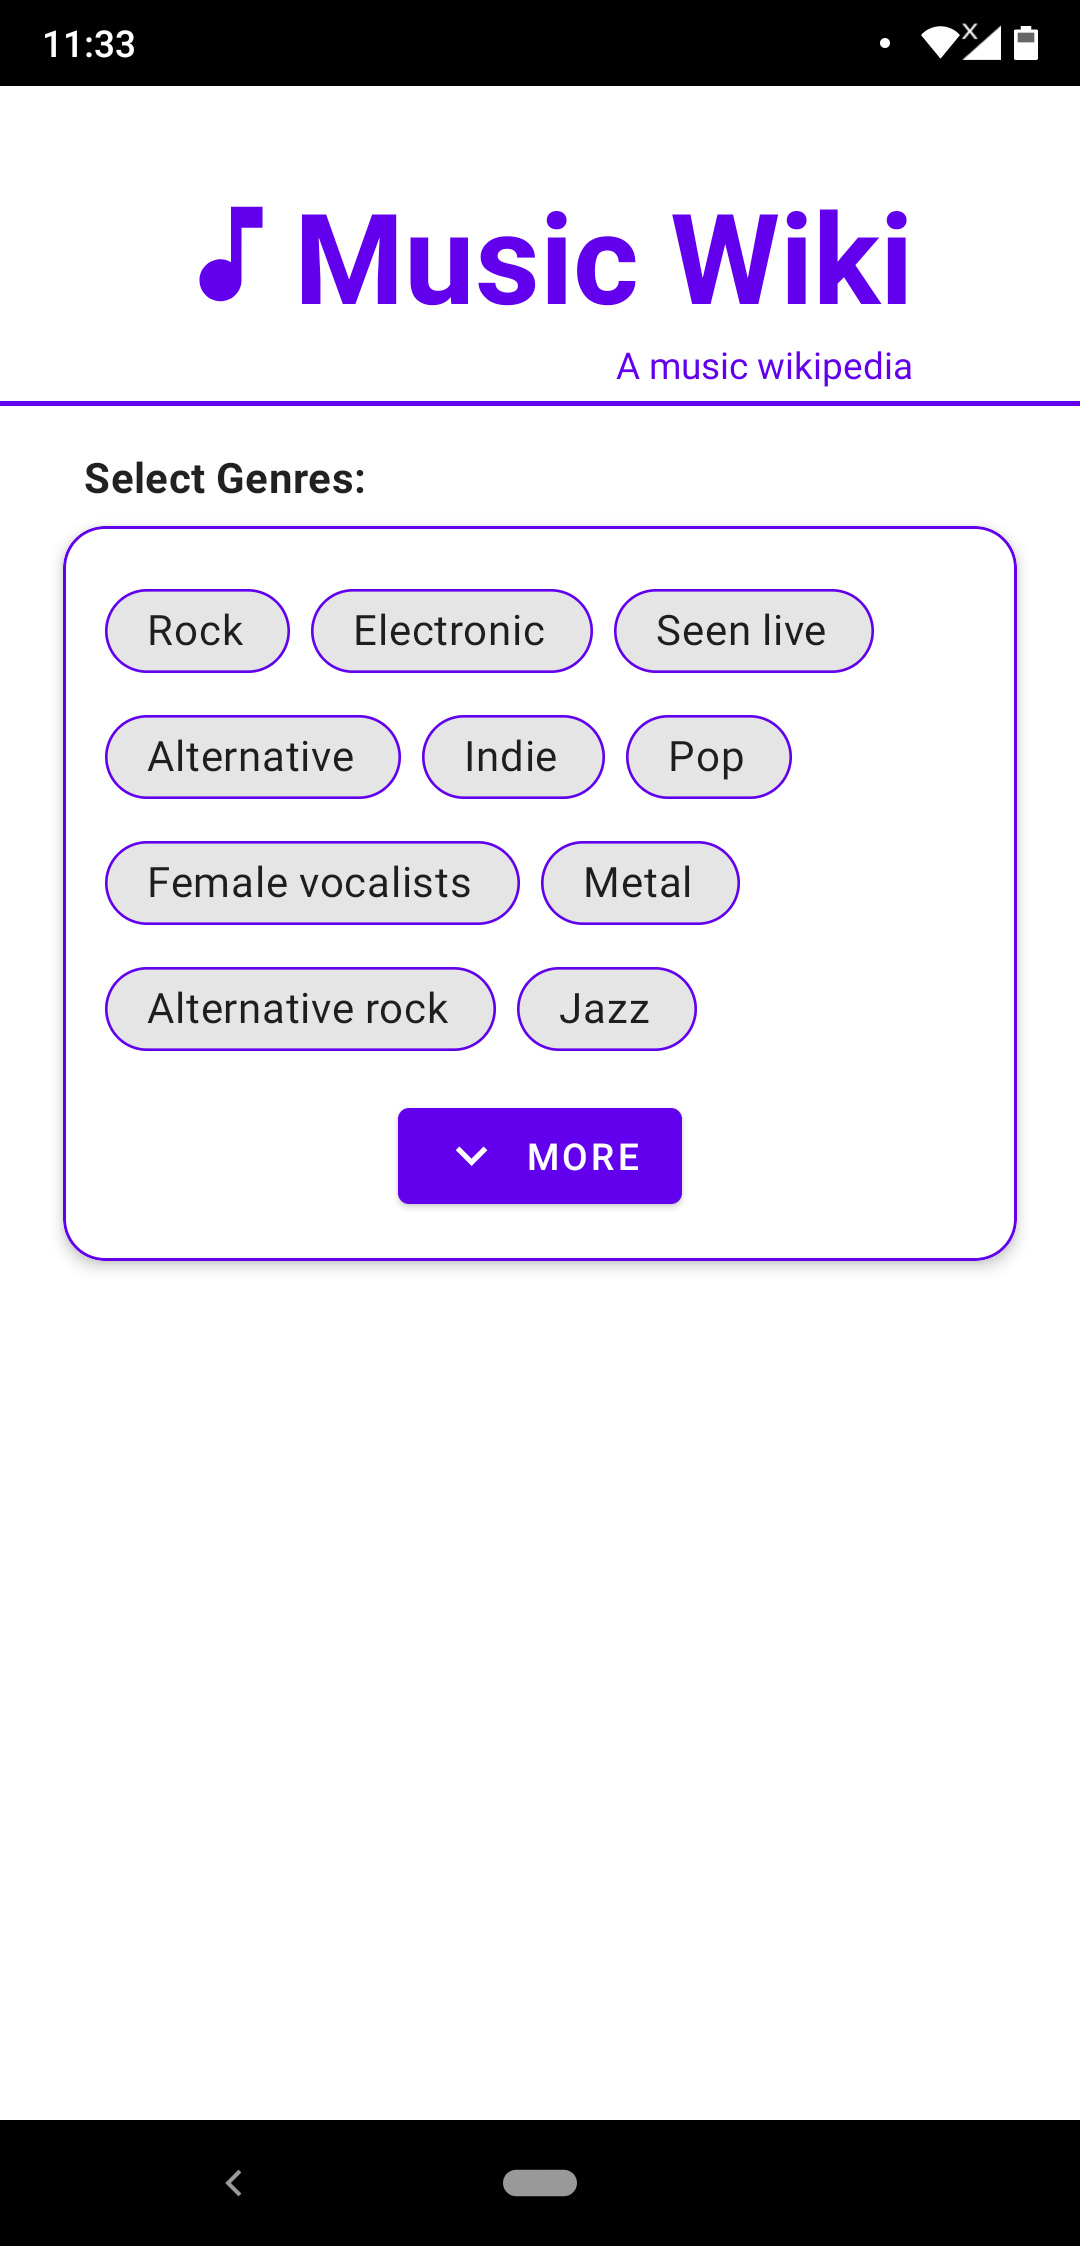 11:33
Music Wiki
A music wikipedia
Select Genres:
Rock Electronic Seen live
Alternative Indie Pop
Female vocalists Metal
Alternative rock Jazz
MORE